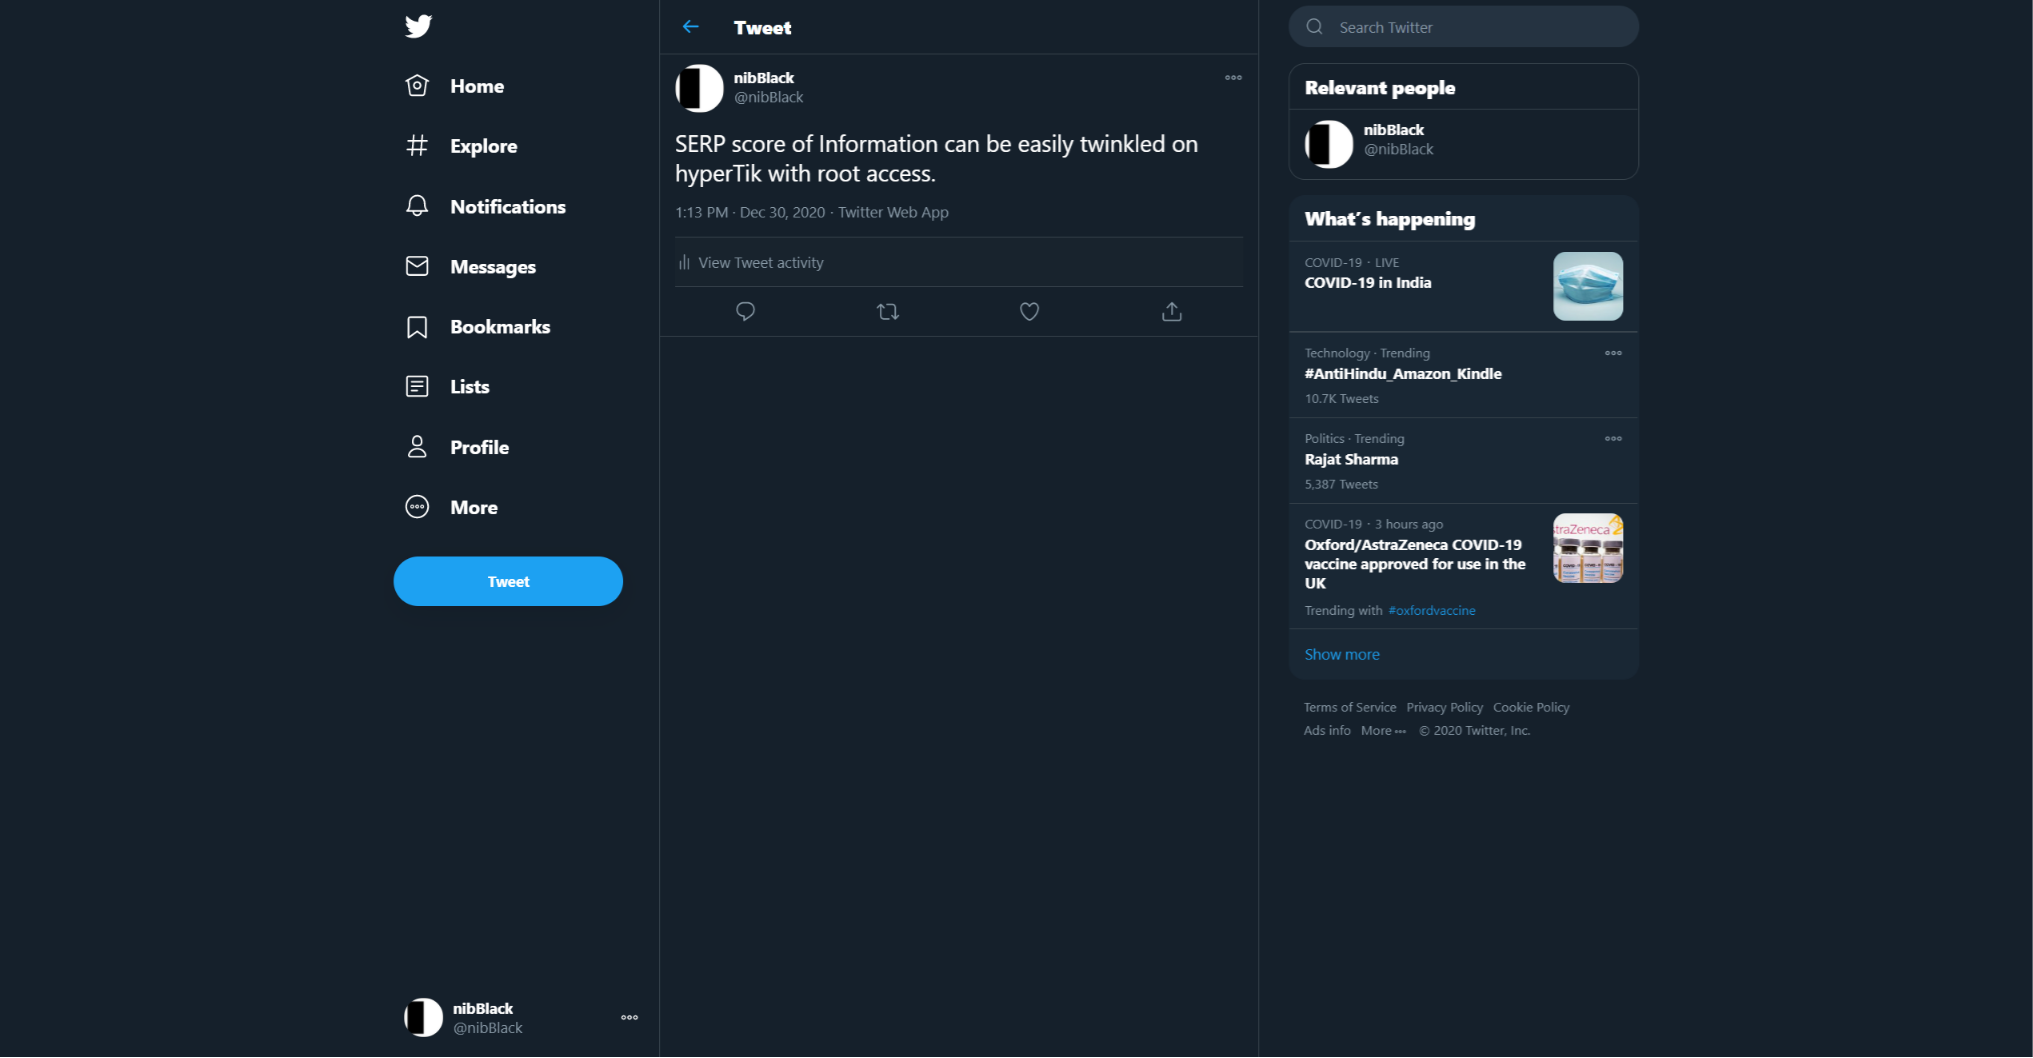 Home
Explore
Notifications
Messages
Bookmarks
Lists
Profile
More
Tweet
nibBlack
@nibBlack
Tweet
nibBlack
@nibBlack
SERP score of Information can be easily twinkled on
hyperTik with root access.
1:13 PM · Dec 30, 2020 · Twitter Web App
View Tweet activity
Search Twitter
Relevant people
nibBlack
@nibBlack
What's happening
COVID-19 · LIVE
COVID-19 in India
Technology · Trending
#AntiHindu_Amazon_Kindle
10.7K Tweets
Politics · Trending
Rajat Sharma
5,387 Tweets
COVID-19 · 3 hours ago
Oxford/AstraZeneca COVID-19
vaccine approved for use in the
UK
traZeneca
Trending with #oxfordvaccine
Show more
Terms of Service Privacy Policy Cookie Policy
Ads info More ••• © 2020 Twitter, Inc.